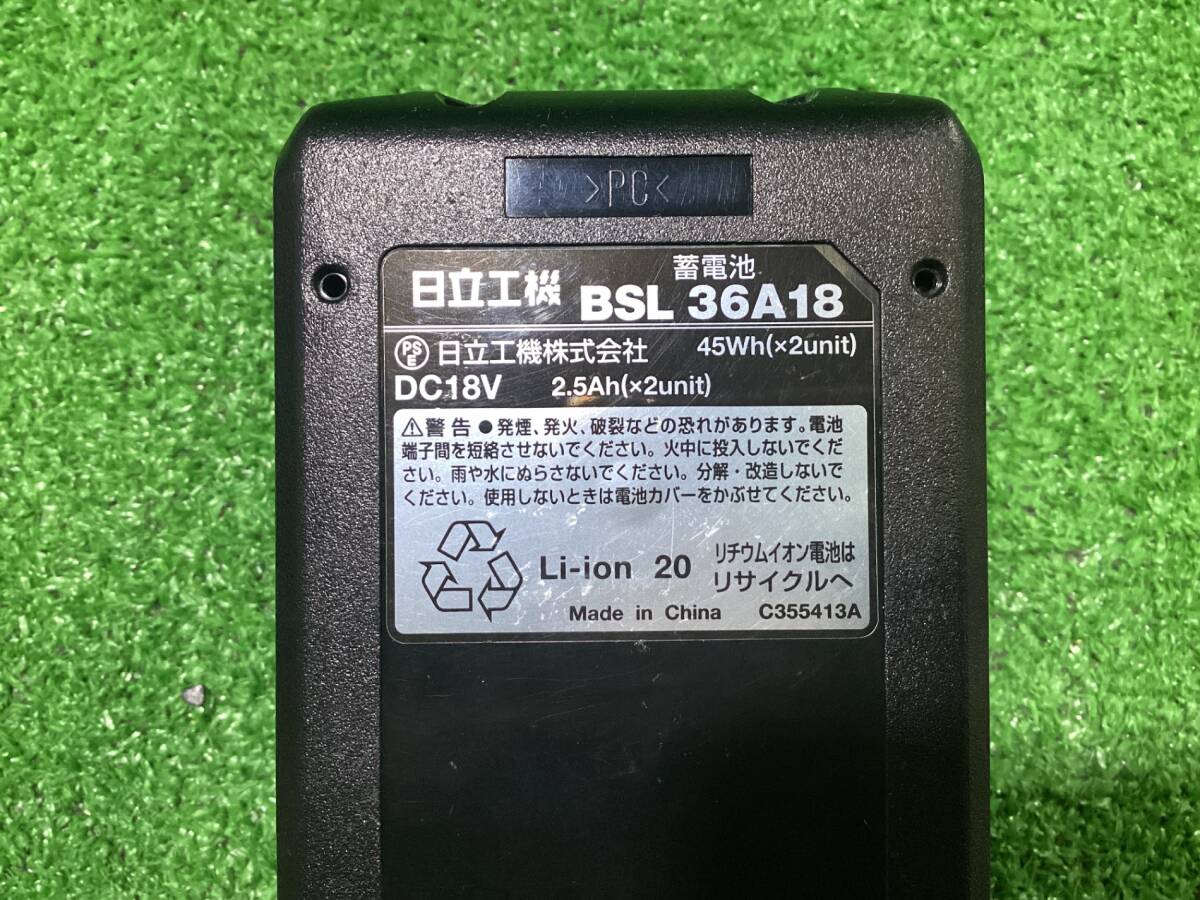 >PC<
日立工機 蓄電池 BSL 36A18
PSE 日立工機株式会社 45Wh(×2unit)
DC18V 2.5Ah(×2unit)
⚠警告 ●発煙、発火、破裂などの恐れがあります。電池
端子間を短絡させないでください。火中に投入しないでくだ
さい。雨や水にぬらさないでください。分解・改造しないで
ください。使用しないときは電池カバーをかぶせてください。
Li-ion 20 リチウムイオン電池は
リサイクルへ
Made in China C355413A